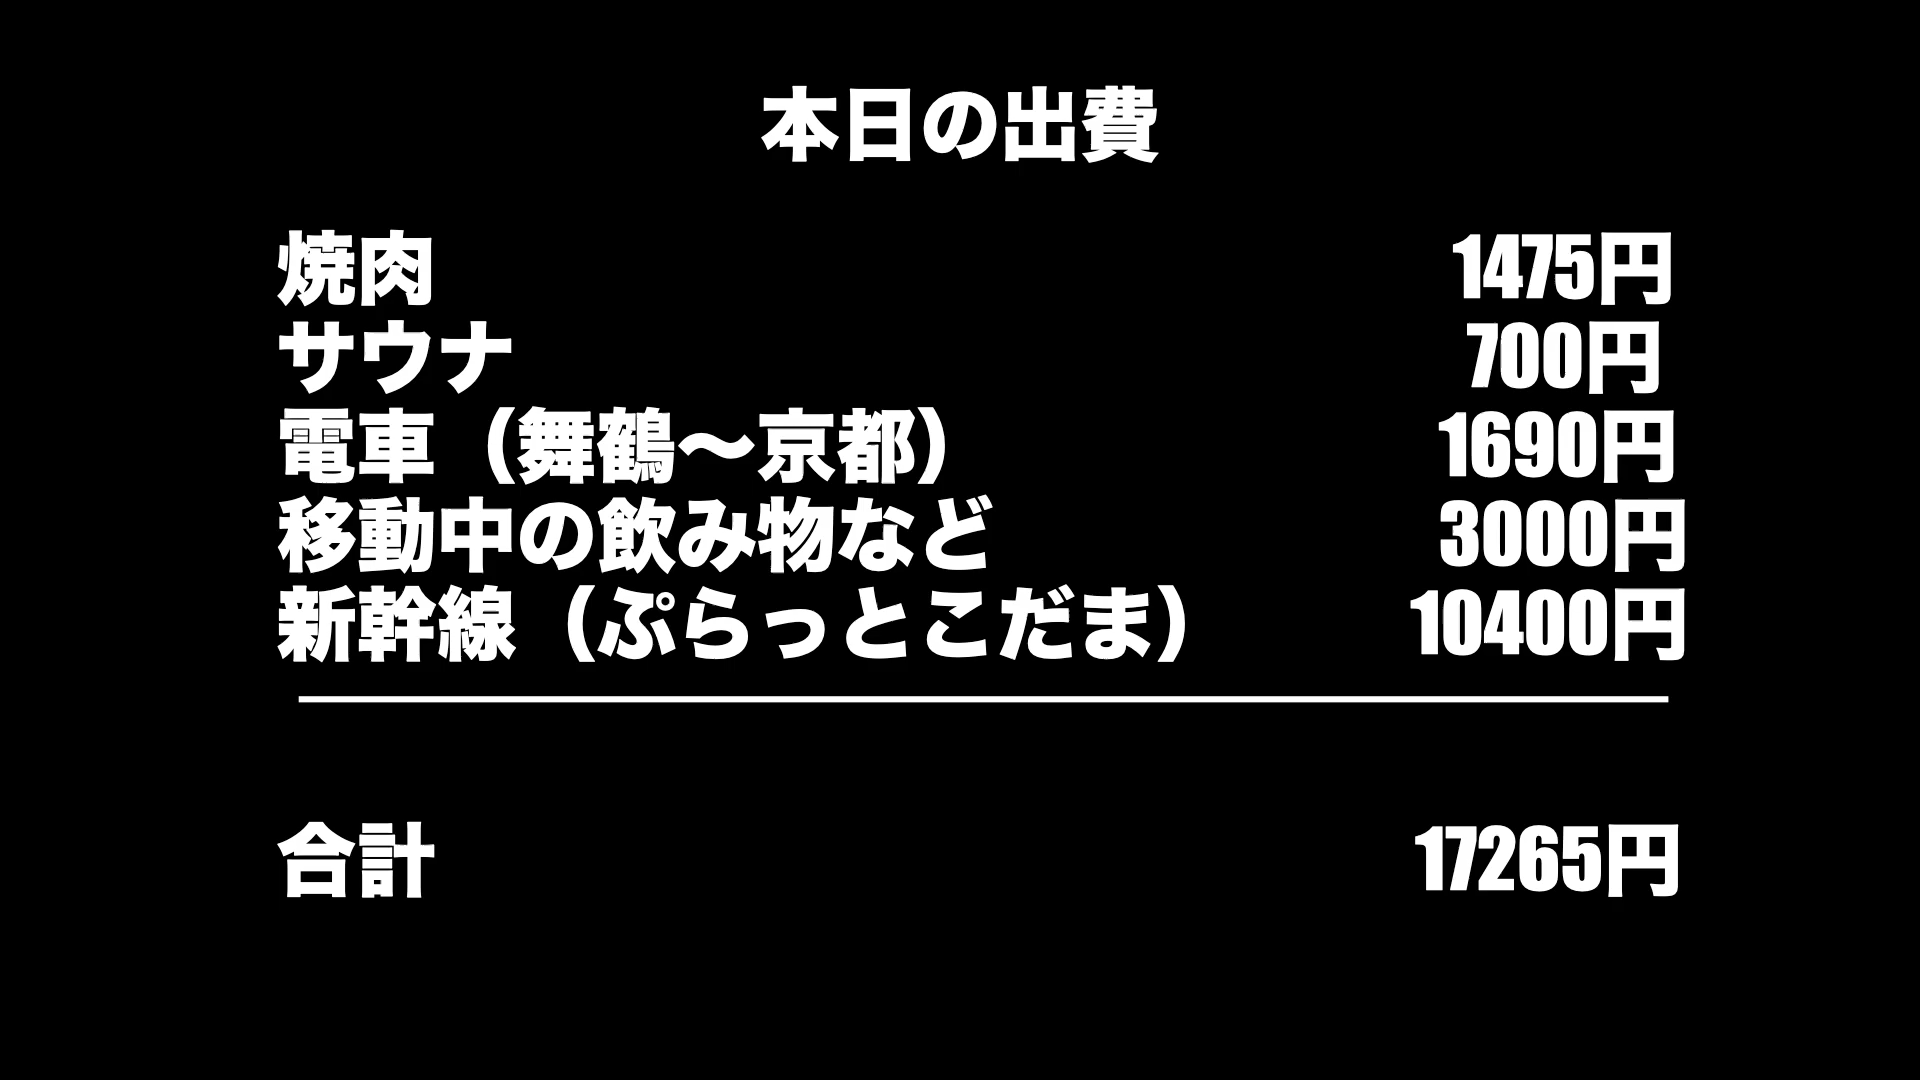 本日の出費
焼肉 1475円
サウナ 700円
電車（舞鶴～京都） 1690円
移動中の飲み物など 3000円
新幹線（ぷらっとこだま） 10400円
合計 17265円